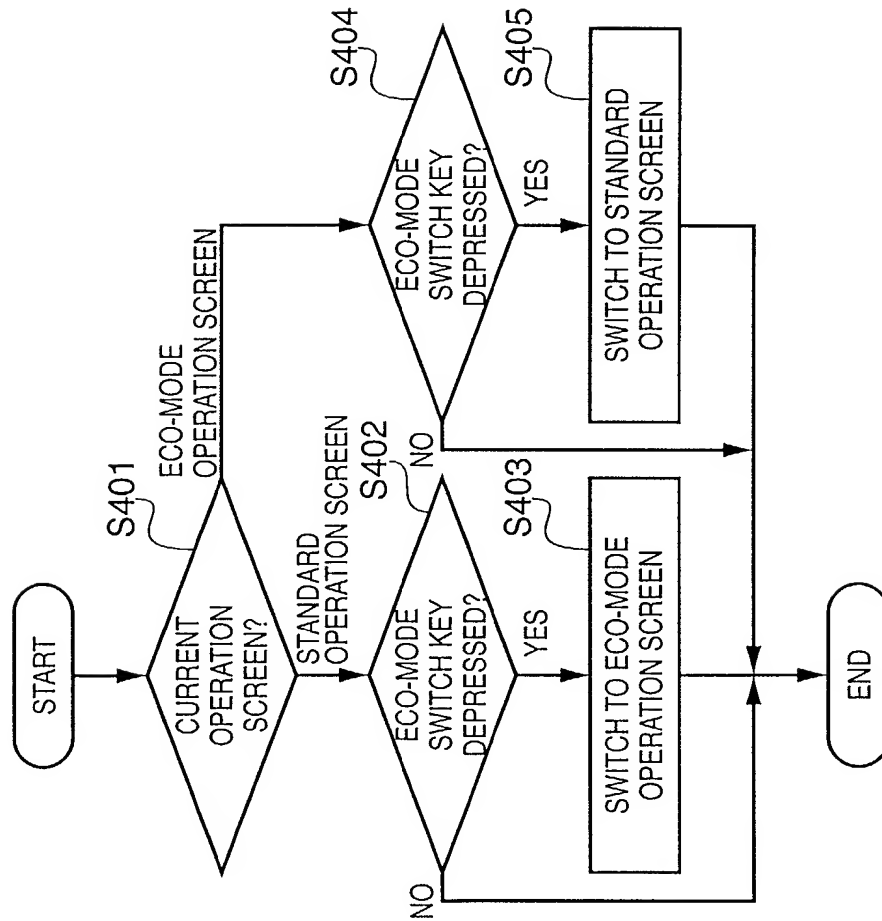 START
S401
CURRENT
OPERATION
SCREEN?
ECO-MODE
OPERATION SCREEN
STANDARD
OPERATION SCREEN
S402
ECO-MODE
SWITCH KEY
DEPRESSED?
NO
YES
S403
SWITCH TO ECO-MODE
OPERATION SCREEN
S404
ECO-MODE
SWITCH KEY
DEPRESSED?
NO
YES
S405
SWITCH TO STANDARD
OPERATION SCREEN
END